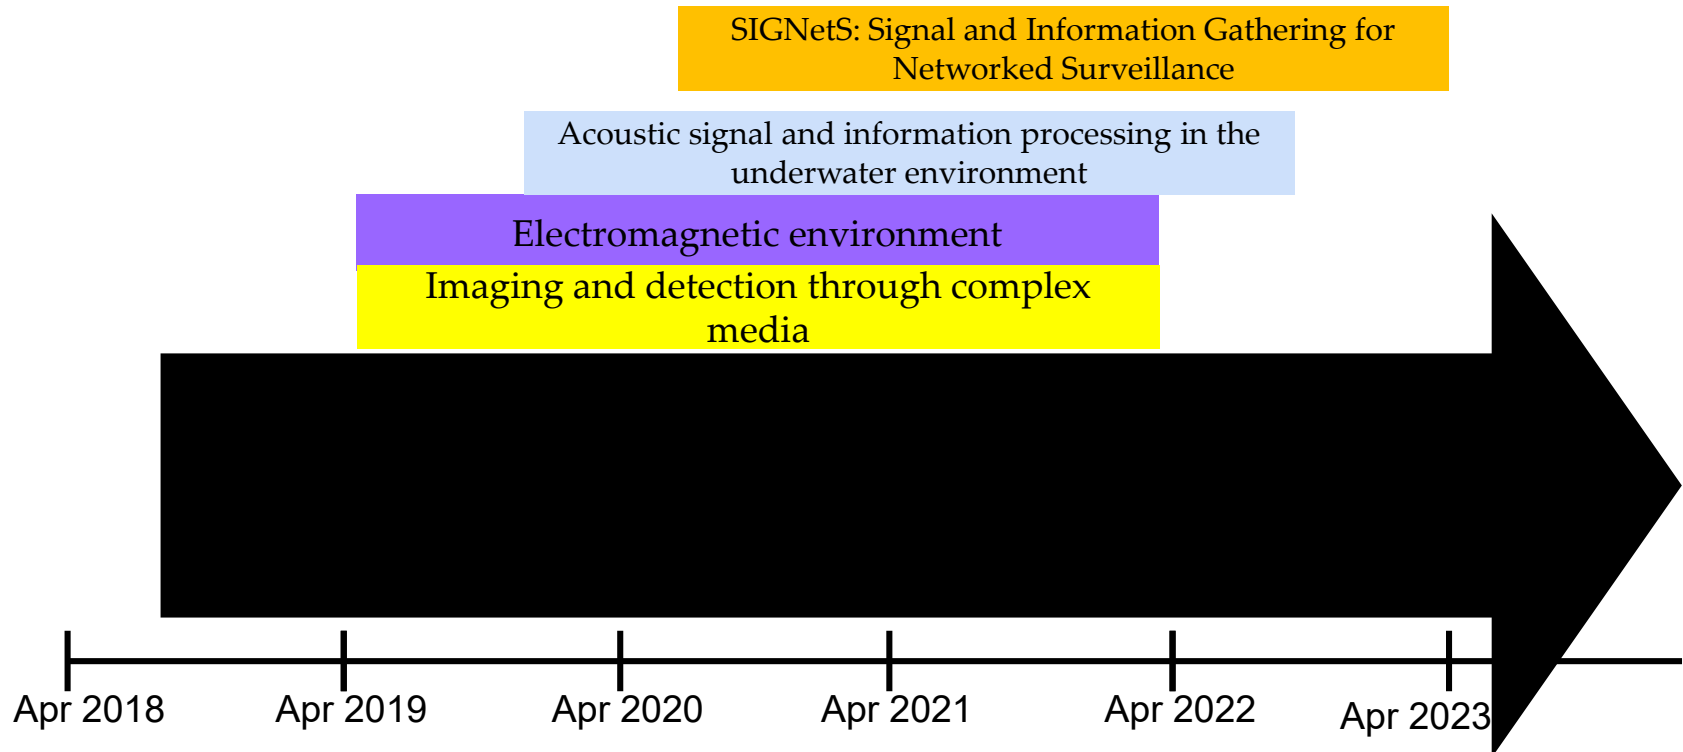 SIGNetS: Signal and Information Gathering for
Networked Surveillance
Acoustic signal and information processing in the
underwater environment
Electromagnetic environment
Imaging and detection through complex
media
Apr 2018
Apr 2019
Apr 2020
Apr 2021
Apr 2022
Apr 2023